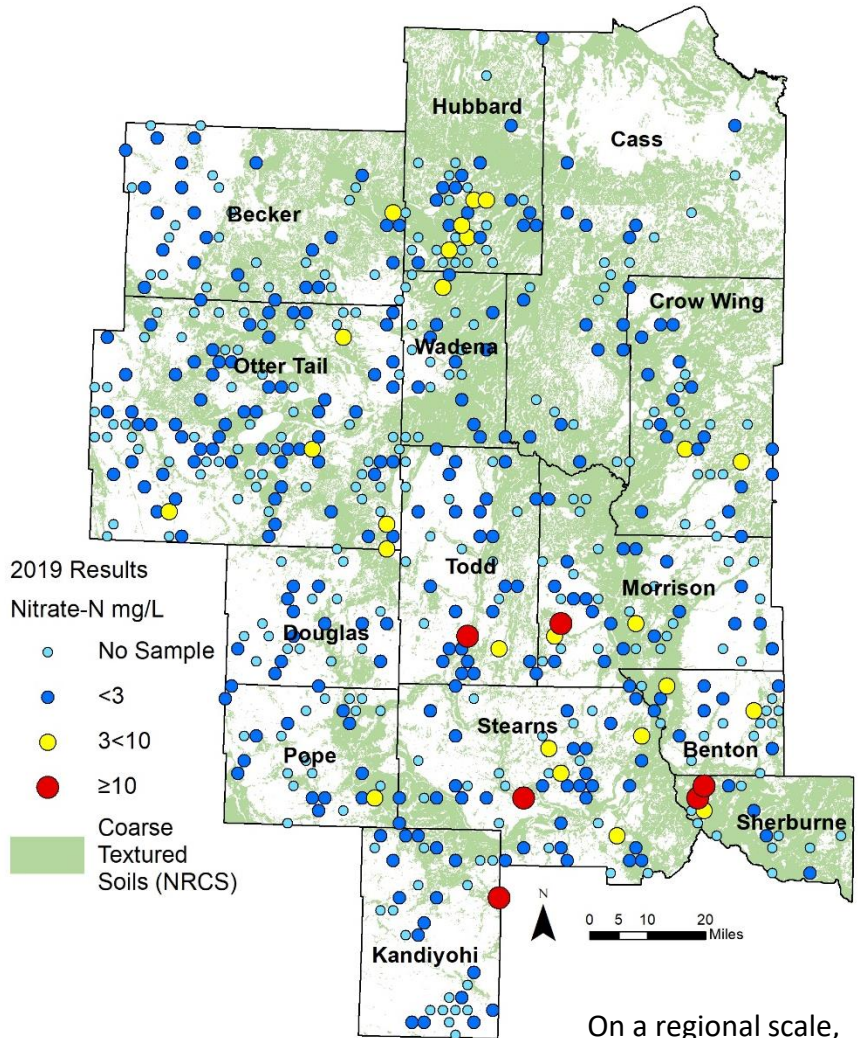 Hubbard
Cass
Becker
Crow Wing
Otter Tail
Wadena
Todd
Morrison
Douglas
Stearns
Pope
Benton
Sherburne
Kandiyohi
2019 Results
Nitrate-N mg/L
No Sample
<3
3<10
≥10
Coarse
Textured
Soils (NRCS)
N
0 5 10 20
Miles
On a regional scale,